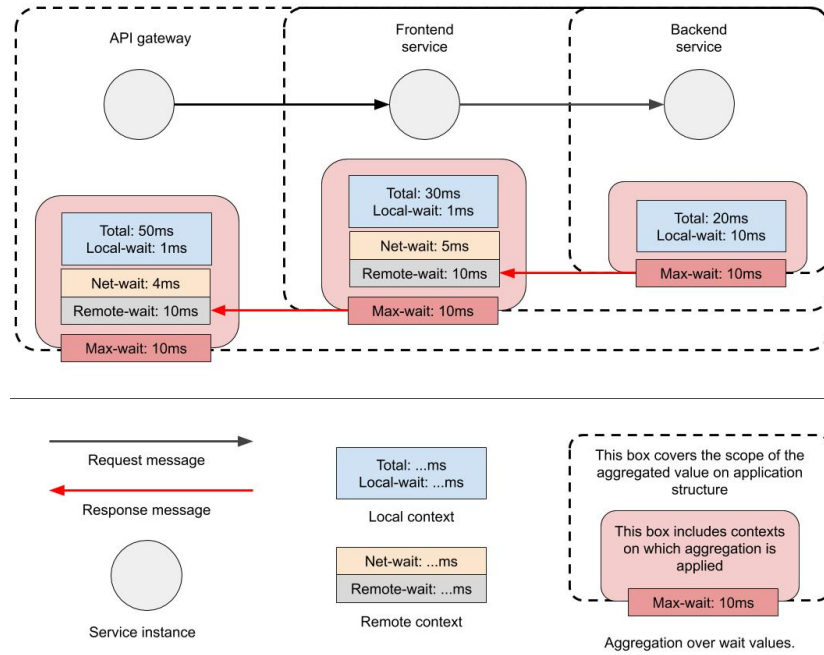 API gateway
Frontend
service
Backend
service
Total: 50ms
Local-wait: 1ms
Net-wait: 4ms
Remote-wait: 10ms
Max-wait: 10ms
Total: 30ms
Local-wait: 1ms
Net-wait: 5ms
Remote-wait: 10ms
Max-wait: 10ms
Total: 20ms
Local-wait: 10ms
Max-wait: 10ms
Request message
Response message
Service instance
Total: ...ms
Local-wait: ...ms
Local context
Net-wait: ...ms
Remote-wait: ...ms
Remote context
This box covers the scope of the
aggregated value on application
structure
This box includes contexts
on which aggregation is
applied
Max-wait: 10ms
Aggregation over wait values.